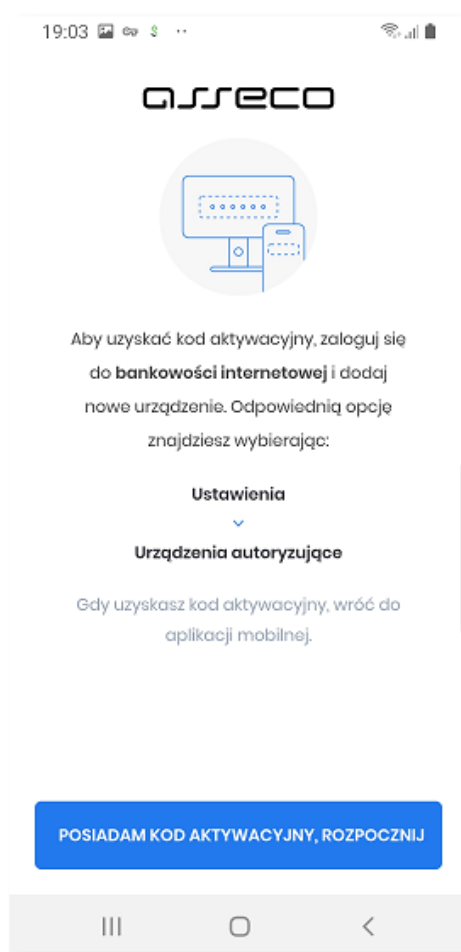 19:03
asseco
Aby uzyskać kod aktywacyjny, zaloguj się
do bankowości internetowej i dodaj
nowe urządzenie. Odpowiednią opcję
znajdziesz wybierając:
Ustawienia
Urządzenia autoryzujące
Gdy uzyskasz kod aktywacyjny, wróć do
aplikacji mobilnej.
POSIADAM KOD AKTYWACYJNY, ROZPOCZNIJ